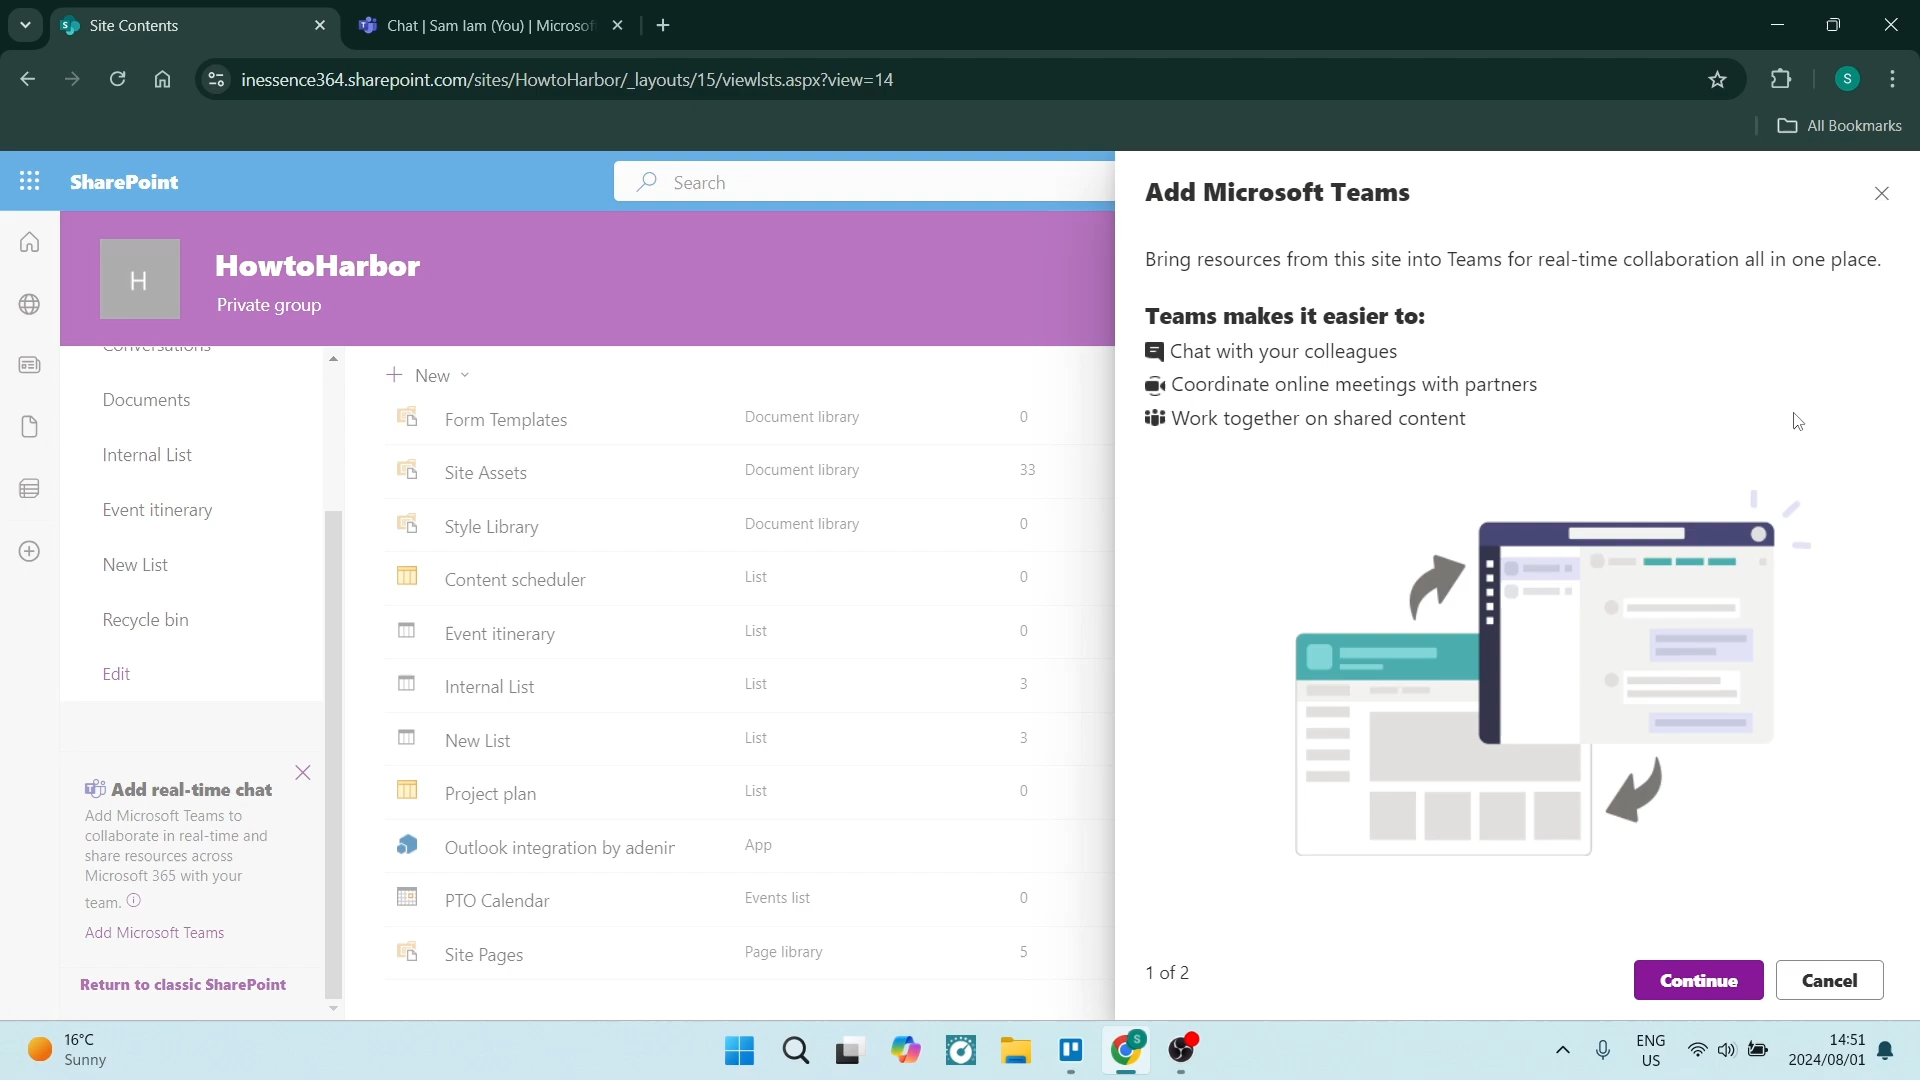 Site Contents
Chat | Sam Iam (You) | Microsof
inessence364.sharepoint.com/sites/HowtoHarbor/_layouts/15/viewlsts.aspx?view=14
S
All Bookmarks
SharePoint
Search
H
HowtoHarbor
Private group
Conversations
Documents
Internal List
Event itinerary
New List
Recycle bin
Edit
Add real-time chat
Add Microsoft Teams to
collaborate in real-time and
share resources across
Microsoft 365 with your
team.
Add Microsoft Teams
Return to classic SharePoint
New
Form Templates Document library 0
Site Assets Document library 33
Style Library Document library 0
Content scheduler List 0
Event itinerary List 0
Internal List List 3
New List List 3
Project plan List 0
Outlook integration by adenir App
PTO Calendar Events list 0
Site Pages Page library 5
Add Microsoft Teams
Bring resources from this site into Teams for real-time collaboration all in one place.
Teams makes it easier to:
Chat with your colleagues
Coordinate online meetings with partners
Work together on shared content
1 of 2
Continue
Cancel
16°C
Sunny
S
ENG
US
14:51
2024/08/01